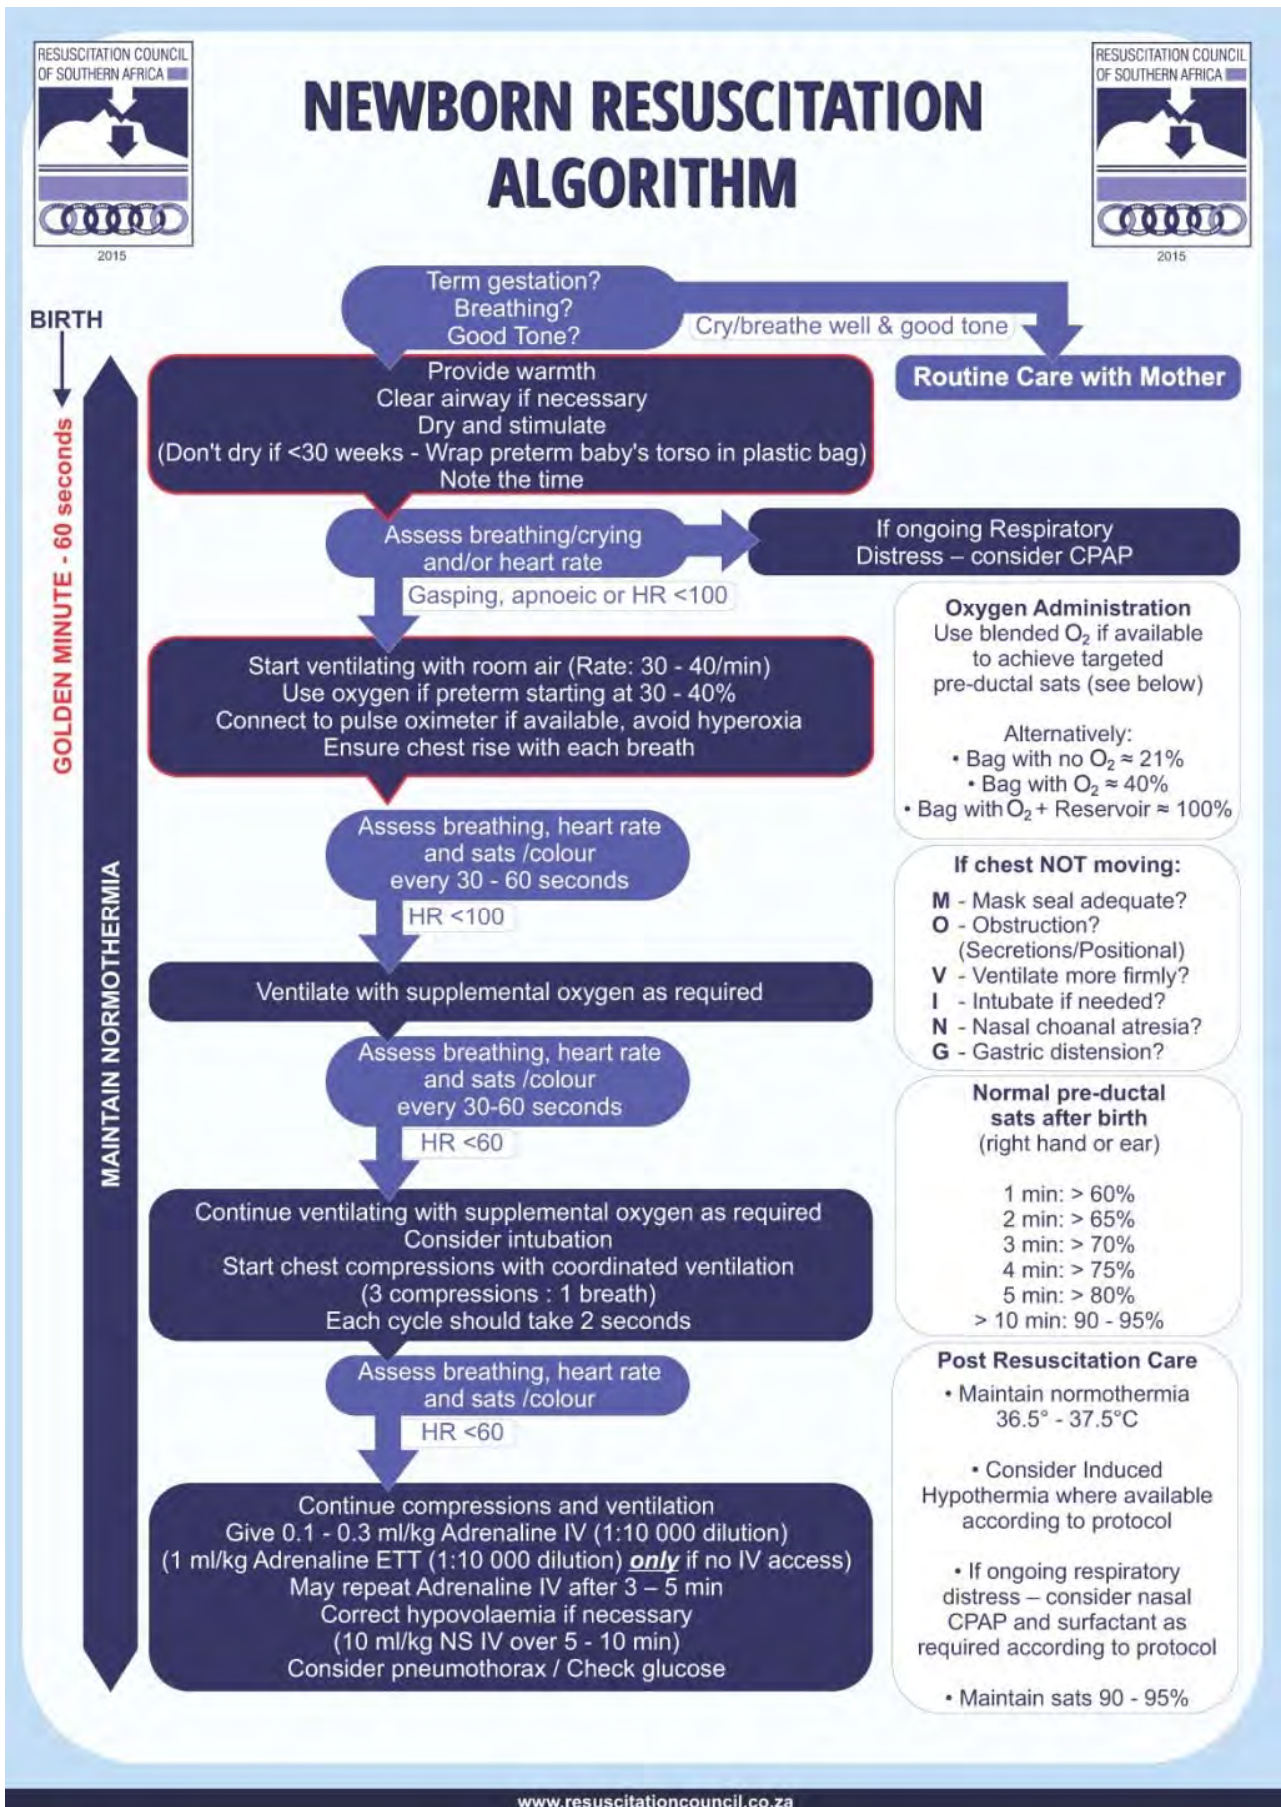 RESUSCITATION COUNCIL
OF SOUTHERN AFRICA
2015
NEWBORN RESUSCITATION
ALGORITHM
RESUSCITATION COUNCIL
OF SOUTHERN AFRICA
2015
BIRTH
GOLDEN MINUTE - 60 seconds
MAINTAIN NORMOTHERMIA
Term gestation?
Breathing?
Good Tone?
Cry/breathe well & good tone
Routine Care with Mother
Provide warmth
Clear airway if necessary
Dry and stimulate
(Don't dry if <30 weeks - Wrap preterm baby's torso in plastic bag)
Note the time
Assess breathing/crying
and/or heart rate
If ongoing Respiratory
Distress – consider CPAP
Gasping, apnoeic or HR <100
Start ventilating with room air (Rate: 30 - 40/min)
Use oxygen if preterm starting at 30 - 40%
Connect to pulse oximeter if available, avoid hyperoxia
Ensure chest rise with each breath
Assess breathing, heart rate
and sats /colour
every 30 - 60 seconds
HR <100
Ventilate with supplemental oxygen as required
Assess breathing, heart rate
and sats /colour
every 30-60 seconds
HR <60
Continue ventilating with supplemental oxygen as required
Consider intubation
Start chest compressions with coordinated ventilation
(3 compressions : 1 breath)
Each cycle should take 2 seconds
Assess breathing, heart rate
and sats /colour
HR <60
Continue compressions and ventilation
Give 0.1 - 0.3 ml/kg Adrenaline IV (1:10 000 dilution)
(1 ml/kg Adrenaline ETT (1:10 000 dilution) only if no IV access)
May repeat Adrenaline IV after 3 – 5 min
Correct hypovolaemia if necessary
(10 ml/kg NS IV over 5 - 10 min)
Consider pneumothorax / Check glucose
Oxygen Administration
Use blended O₂ if available
to achieve targeted
pre-ductal sats (see below)
Alternatively:
• Bag with no O₂ ≈ 21%
• Bag with O₂ ≈ 40%
• Bag with O₂ + Reservoir ≈ 100%
If chest NOT moving:
M - Mask seal adequate?
O - Obstruction?
(Secretions/Positional)
V - Ventilate more firmly?
I - Intubate if needed?
N - Nasal choanal atresia?
G - Gastric distension?
Normal pre-ductal
sats after birth
(right hand or ear)
1 min: > 60%
2 min: > 65%
3 min: > 70%
4 min: > 75%
5 min: > 80%
> 10 min: 90 - 95%
Post Resuscitation Care
• Maintain normothermia
36.5° - 37.5°C
• Consider Induced
Hypothermia where available
according to protocol
• If ongoing respiratory
distress – consider nasal
CPAP and surfactant as
required according to protocol
• Maintain sats 90 - 95%
www.resuscitationcouncil.co.za